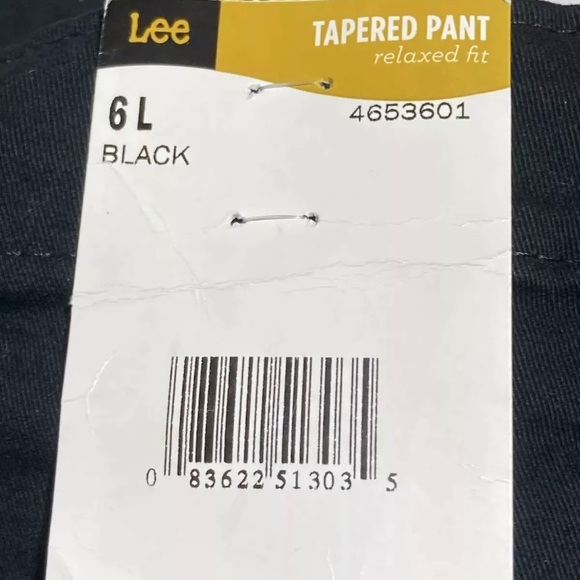 Lee
TAPERED PANT
relaxed fit
6 L
4653601
BLACK
0 83622 51303 5